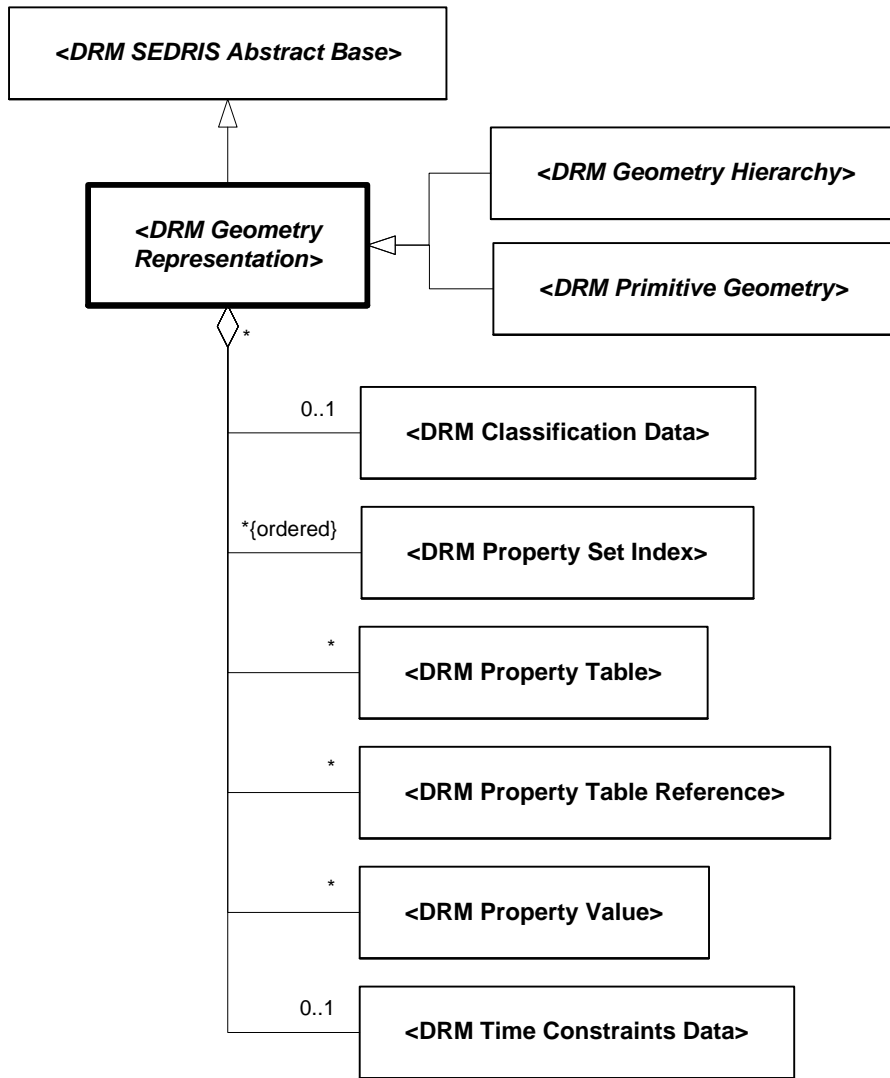 <DRM SEDRIS Abstract Base>
<DRM Geometry Hierarchy>
<DRM Geometry
Representation>
<DRM Primitive Geometry>
*
0..1
<DRM Classification Data>
*{ordered}
<DRM Property Set Index>
*
<DRM Property Table>
*
<DRM Property Table Reference>
*
<DRM Property Value>
0..1
<DRM Time Constraints Data>